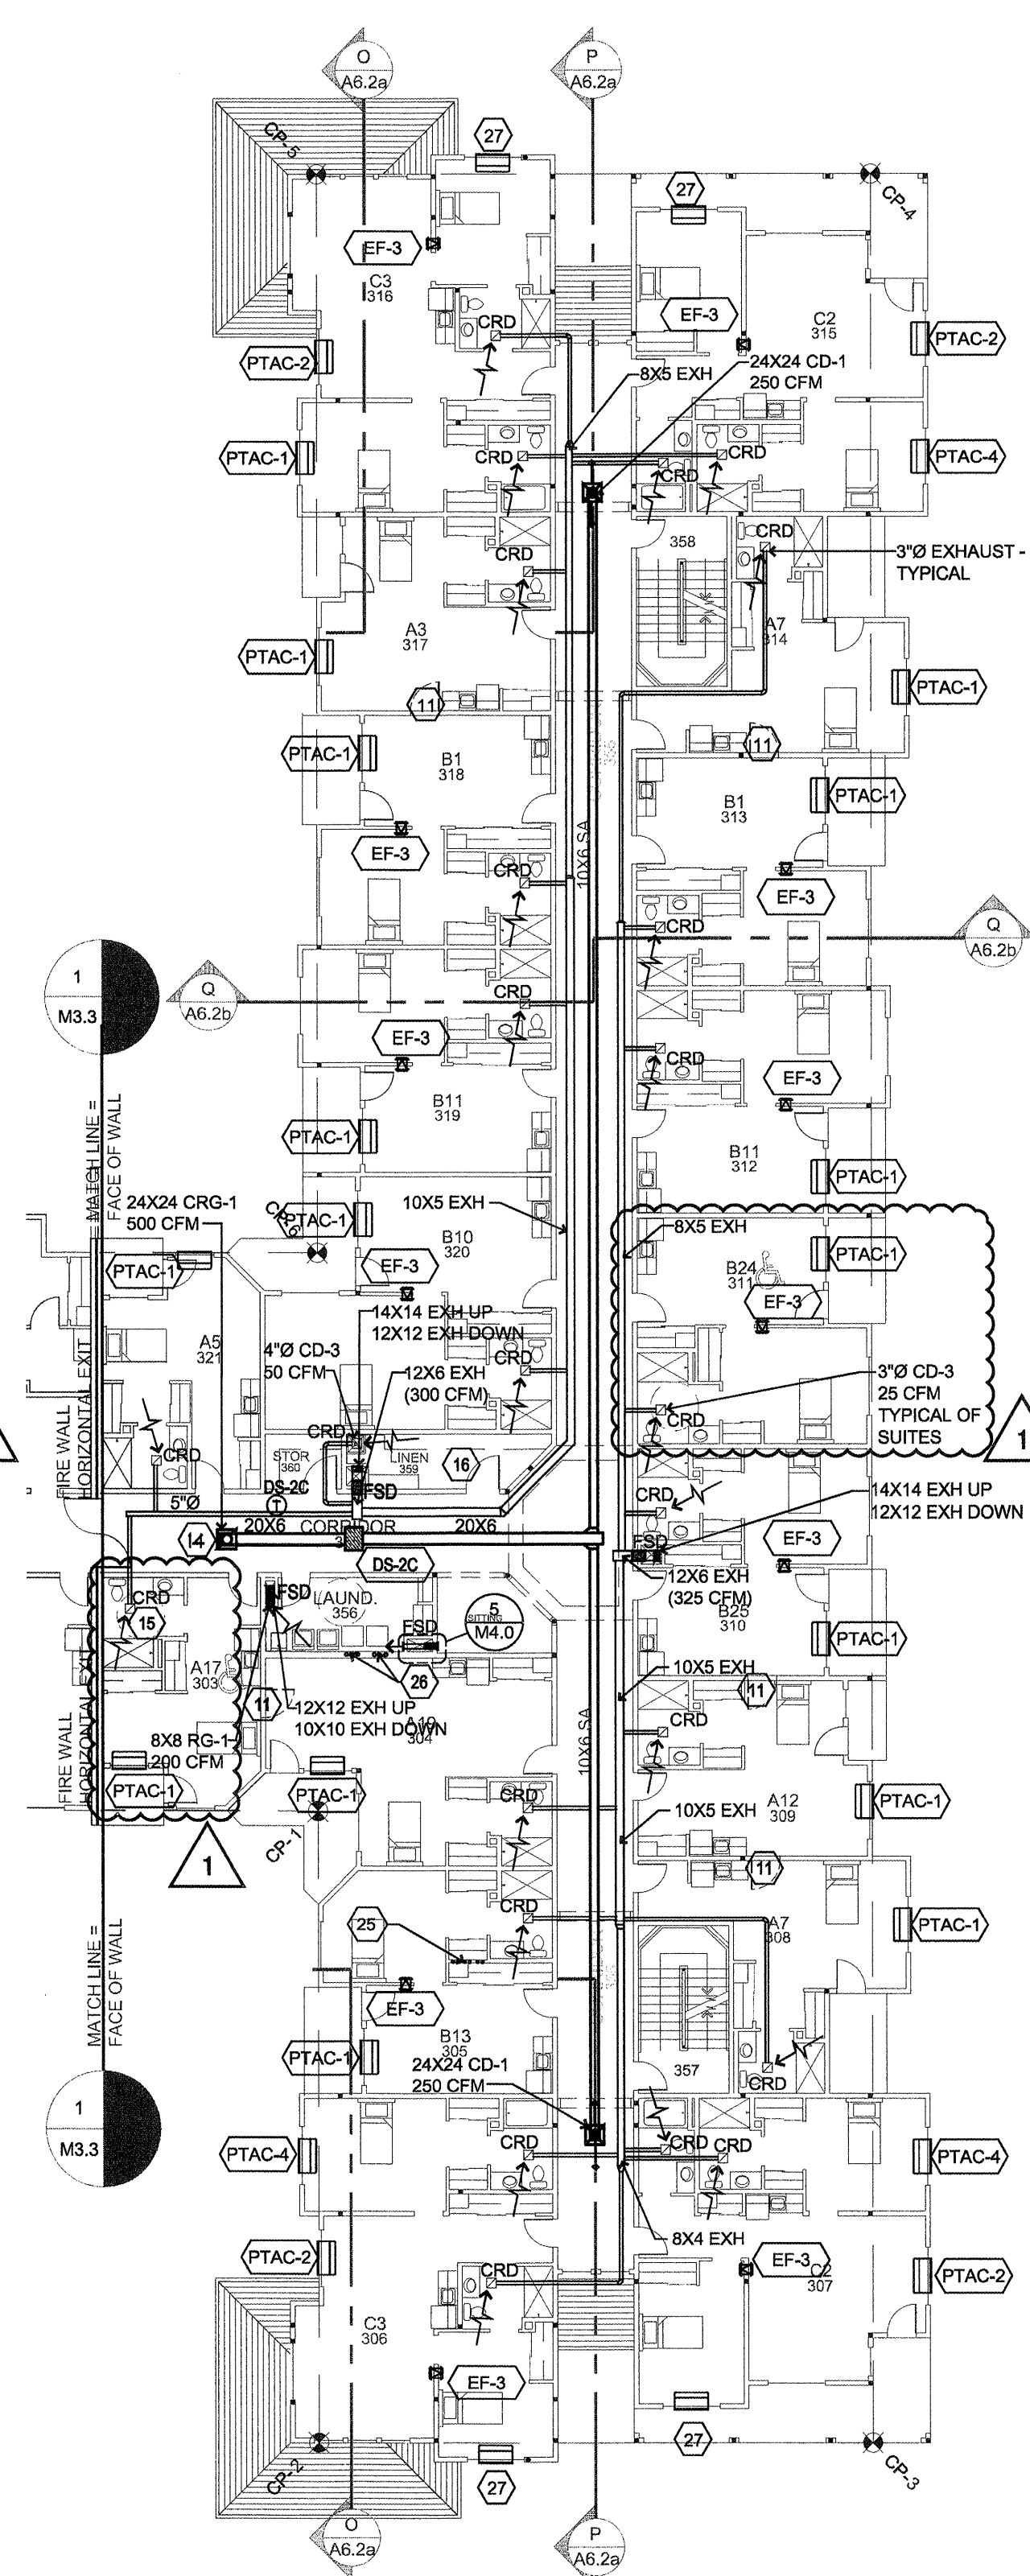 O
A6.2a
P
A6.2a
CP-5
27
27
CP-4
EF-3
C3
316
EF-3
C2
315
CRD
PTAC-2
8X5 EXH
24X24 CD-1
250 CFM
PTAC-2
PTAC-1
CRD
CRD
CRD
PTAC-4
358
CRD
3"Ø EXHAUST -
TYPICAL
CRD
A3
317
A7
314
PTAC-1
PTAC-1
11
11
PTAC-1
B1
318
B1
313
PTAC-1
10X6 SA
EF-3
EF-3
CRD
CRD
Q
A6.2b
1
M3.3
Q
A6.2b
CRD
EF-3
CRD
EF-3
B11
319
PTAC-1
B11
312
PTAC-1
MATCH LINE =
FACE OF WALL
24X24 CRG-1
500 CFM
CP-6
PTAC-1
10X5 EXH
8X5 EXH
B10
320
PTAC-1
EF-3
B24
311
PTAC-1
EF-3
14X14 EXH UP
12X12 EXH DOWN
A5
321
4"Ø CD-3
50 CFM
12X6 EXH
(300 CFM)
CRD
3"Ø CD-3
25 CFM
TYPICAL OF
SUITES
CRD
1
FIRE WALL
HORIZONTAL EXIT
CRD
CRD
STOR
360
LINEN
359
16
DS-2C
T
FSD
5"Ø
14
20X6
CORRIDOR
20X6
DS-2C
CRD
14X14 EXH UP
12X12 EXH DOWN
EF-3
FSD
12X6 EXH
(325 CFM)
B25
310
CRD
15
FSD
LAUND.
356
FSD
5
SITTING
M4.0
PTAC-1
A17
303
11
26
12X12 EXH UP
10X10 EXH DOWN
A10
304
8X8 RG-1
200 CFM
10X5 EXH
11
CRD
FIRE WALL
HORIZONTAL EXIT
PTAC-1
PTAC-1
10X6 SA
A12
309
PTAC-1
CRD
10X5 EXH
1
CP-1
11
25
CRD
A7
308
PTAC-1
MATCH LINE =
FACE OF WALL
EF-3
B13
305
PTAC-1
24X24 CD-1
250 CFM
357
CRD
1
M3.3
PTAC-4
CRD
CRD
CRD
PTAC-4
8X4 EXH
PTAC-2
CRD
EF-3
C2
307
PTAC-2
C3
306
EF-3
CP-2
27
27
CP-3
O
A6.2a
P
A6.2a